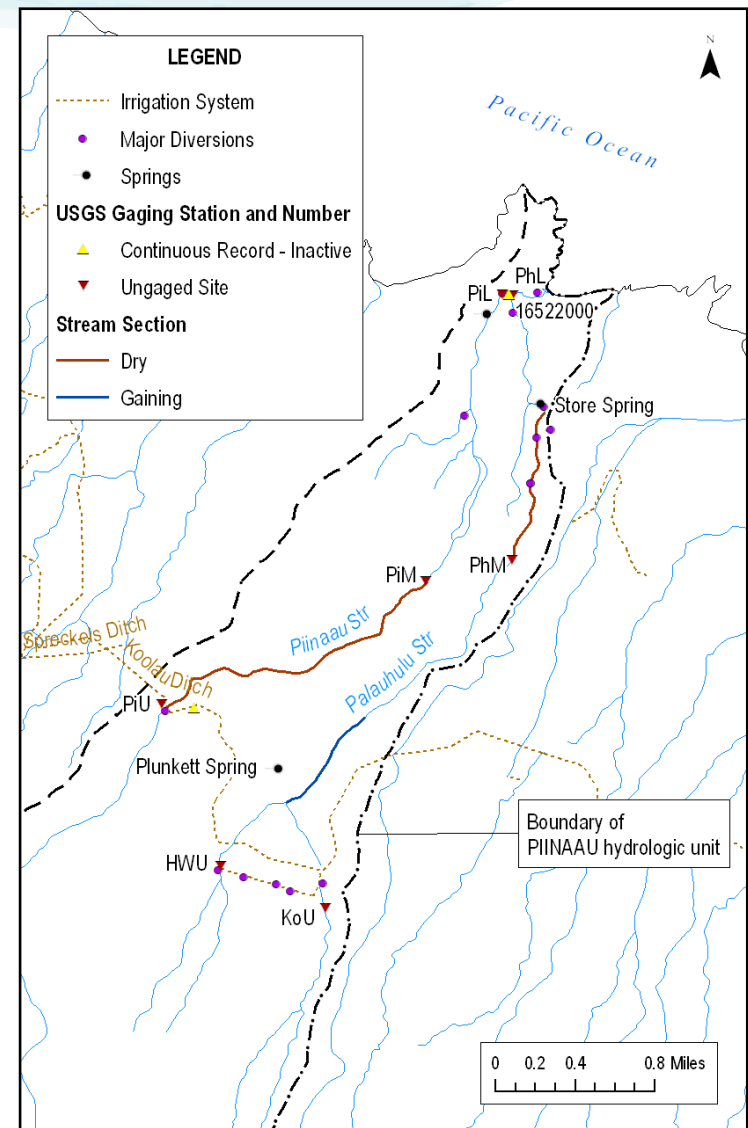 LEGEND
Irrigation System
Major Diversions
Springs
USGS Gaging Station and Number
Continuous Record - Inactive
Ungaged Site
Stream Section
Dry
Gaining
N
Pacific Ocean
PhL
PiL
16522000
Store Spring
PiM
PhM
Piinaau Str
Palauhulu Str
Spreckels Ditch
KoolauDitch
PiU
Plunkett Spring
Boundary of
PIINAAU hydrologic unit
HWU
KoU
0 0.2 0.4 0.8 Miles